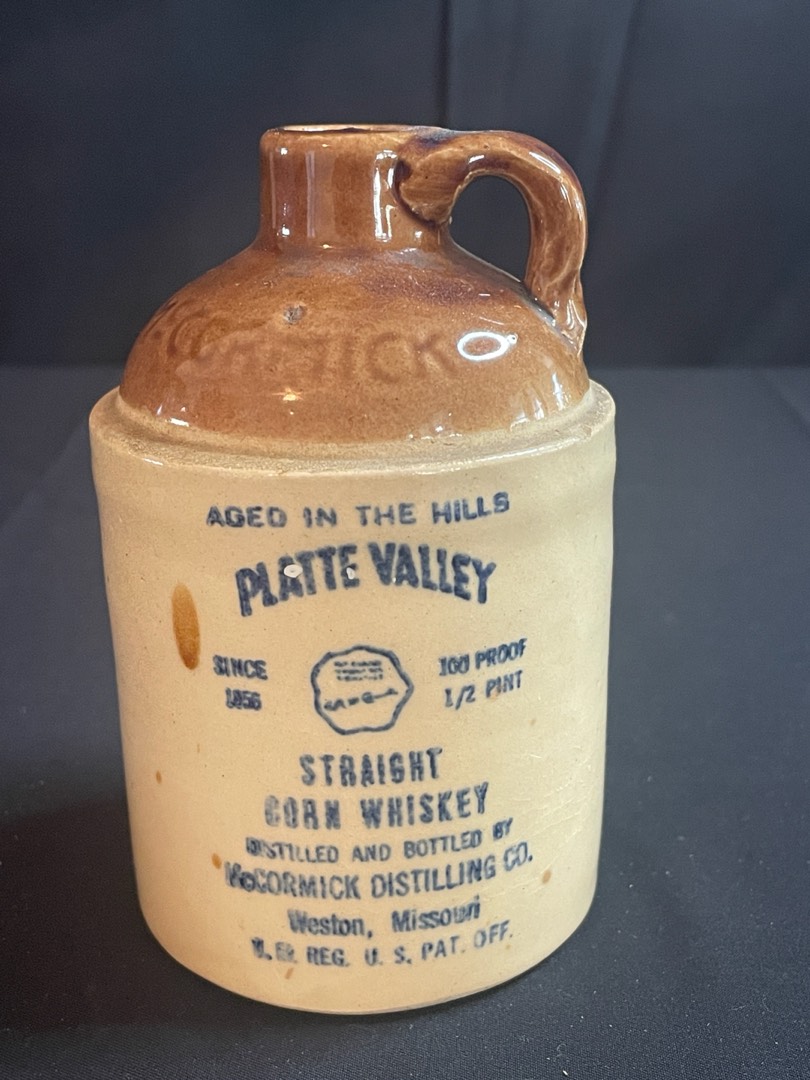 AGED IN THE HILLS
PLATTE VALLEY
SINCE
1856
100 PROOF
1/2 PINT
STRAIGHT
CORN WHISKEY
DISTILLED AND BOTTLED BY
McCORMICK DISTILLING CO.
Weston, Missouri
REG. U. S. PAT. OFF.